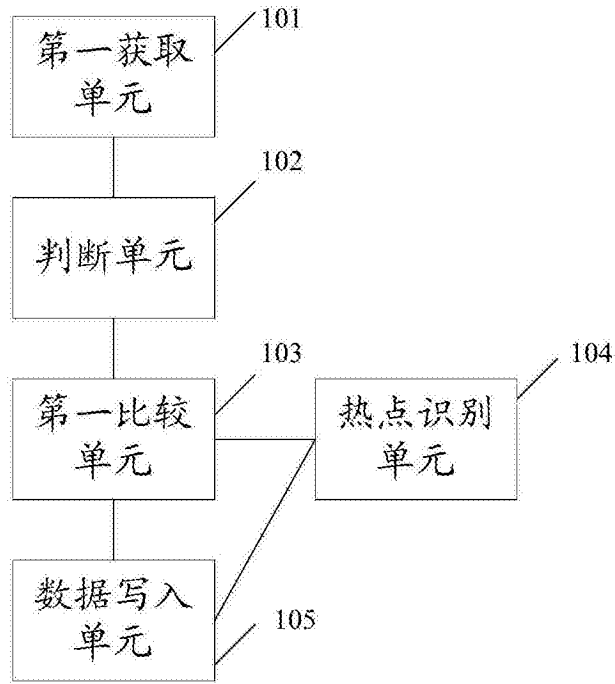 101
第一获取
单元
102
判断单元
103
第一比较
单元
104
热点识别
单元
数据写入
单元
105